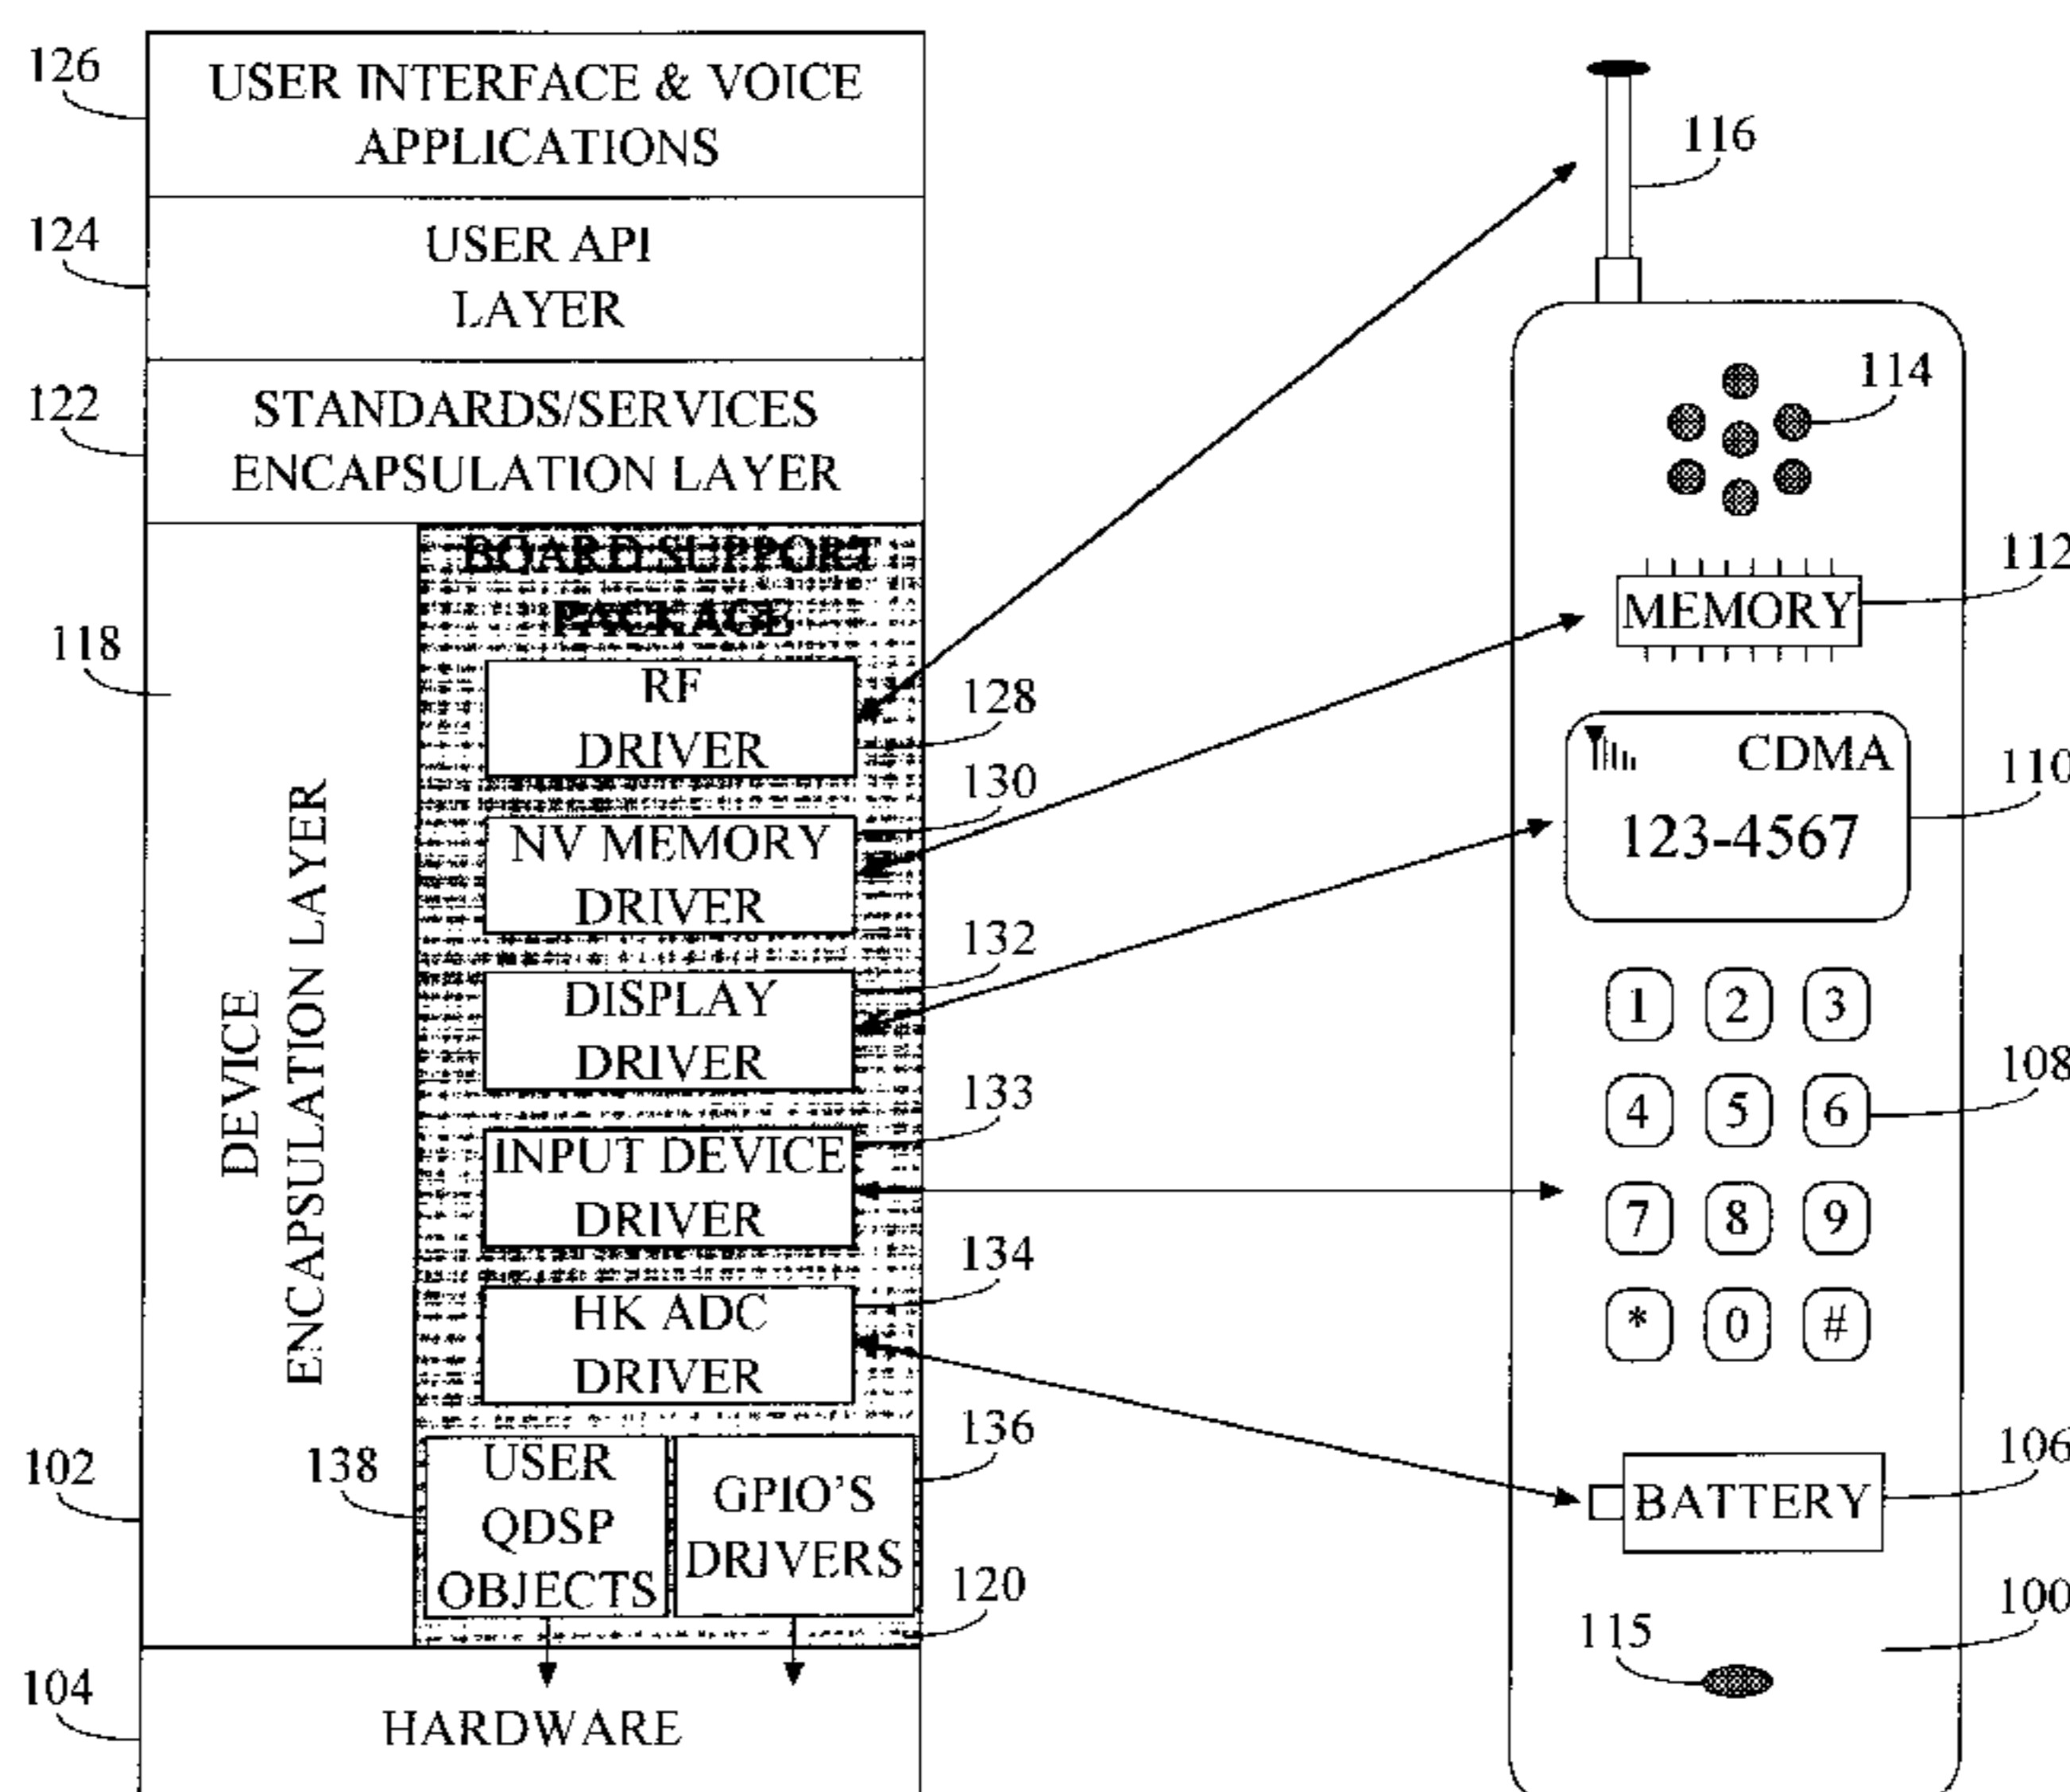 126
USER INTERFACE & VOICE
APPLICATIONS
124
USER API
LAYER
122
STANDARDS/SERVICES
ENCAPSULATION LAYER
118
DEVICE
ENCAPSULATION LAYER
BOARD SUPPORT
PACKAGE
RF
DRIVER
128
NV MEMORY
DRIVER
130
DISPLAY
DRIVER
132
INPUT DEVICE
DRIVER
133
HK ADC
DRIVER
134
102
138
USER
QDSP
OBJECTS
GPIO'S
DRIVERS
136
120
104
HARDWARE
116
114
112
MEMORY
110
CDMA
123-4567
1 2 3
108
4 5 6
7 8 9
* 0 #
106
BATTERY
100
115